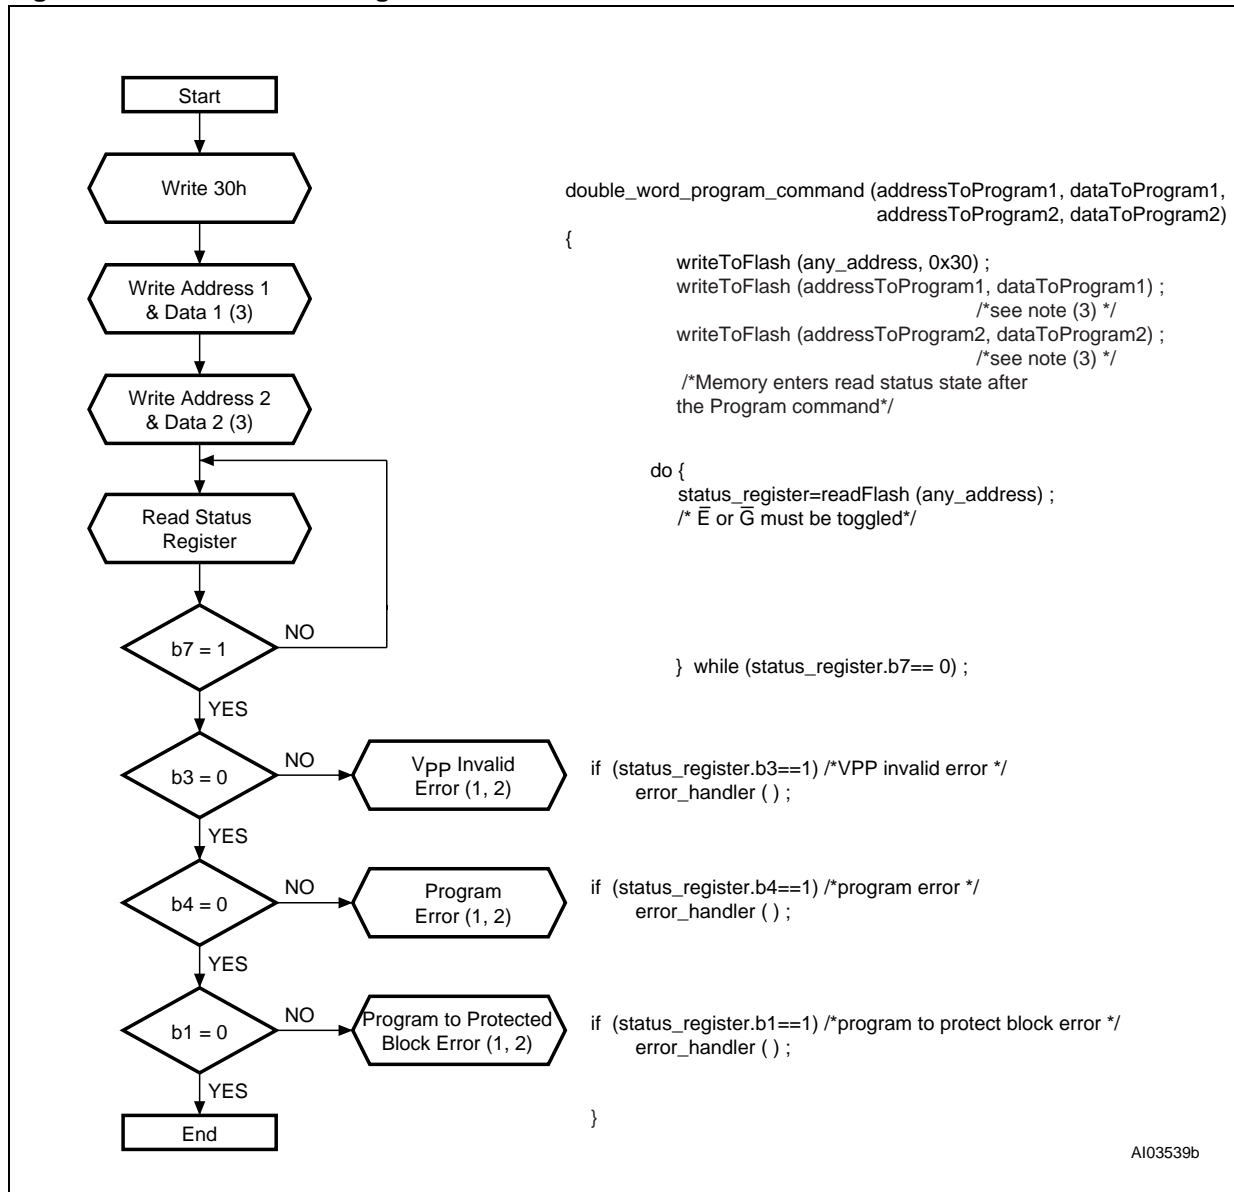 Start
Write 30h
Write Address 1
& Data 1 (3)
Write Address 2
& Data 2 (3)
Read Status
Register
b7 = 1
NO
YES
b3 = 0
NO
VPP Invalid
Error (1, 2)
YES
b4 = 0
NO
Program
Error (1, 2)
YES
b1 = 0
NO
Program to Protected
Block Error (1, 2)
YES
End
double_word_program_command (addressToProgram1, dataToProgram1,
addressToProgram2, dataToProgram2)
{
writeToFlash (any_address, 0x30) ;
writeToFlash (addressToProgram1, dataToProgram1) ;
/*see note (3) */
writeToFlash (addressToProgram2, dataToProgram2) ;
/*see note (3) */
/*Memory enters read status state after
the Program command*/
do {
status_register=readFlash (any_address) ;
/* E̅ or G̅ must be toggled*/
} while (status_register.b7== 0) ;
if (status_register.b3==1) /*VPP invalid error */
error_handler ( ) ;
if (status_register.b4==1) /*program error */
error_handler ( ) ;
if (status_register.b1==1) /*program to protect block error */
error_handler ( ) ;
}
AI03539b